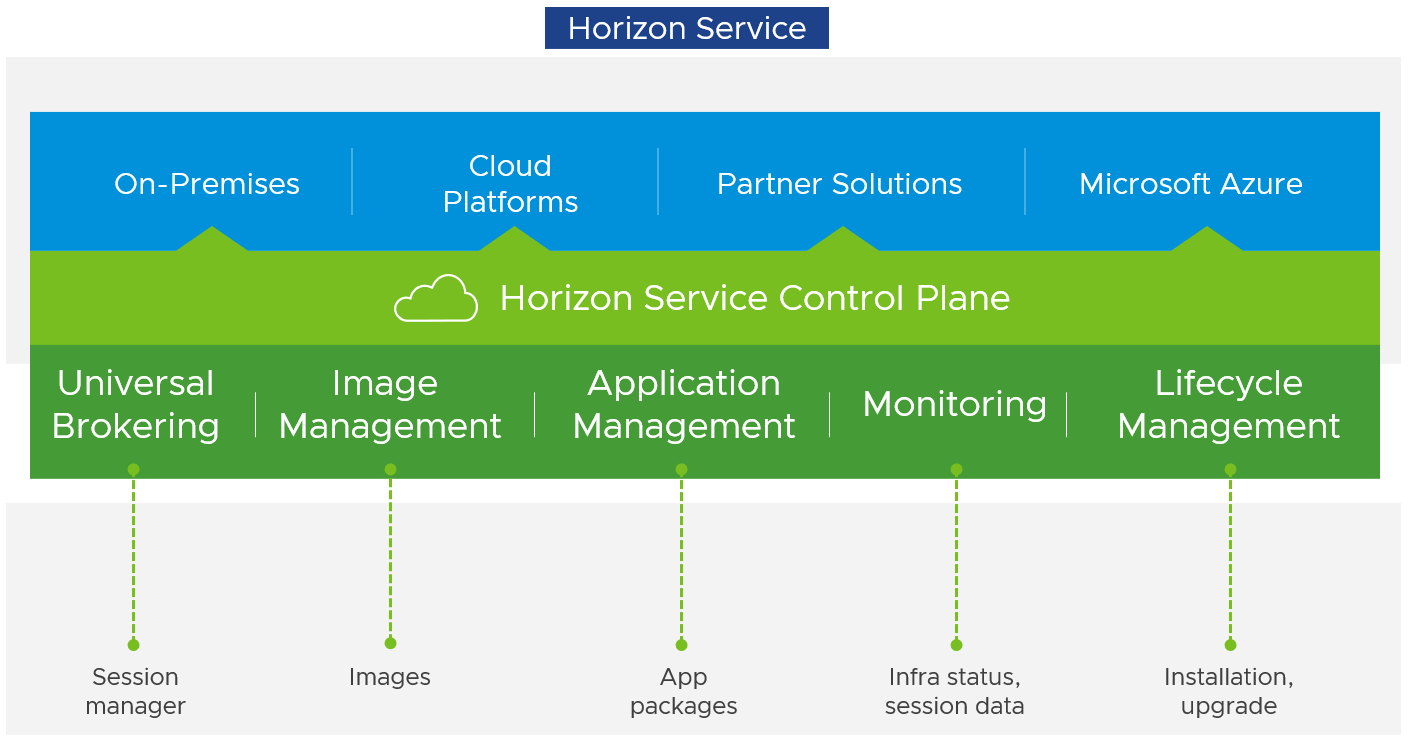 Horizon Service
On-Premises
Cloud
Platforms
Partner Solutions
Microsoft Azure
Horizon Service Control Plane
Universal
Brokering
Image
Management
Application
Management
Monitoring
Lifecycle
Management
Session
manager
Images
App
packages
Infra status,
session data
Installation,
upgrade